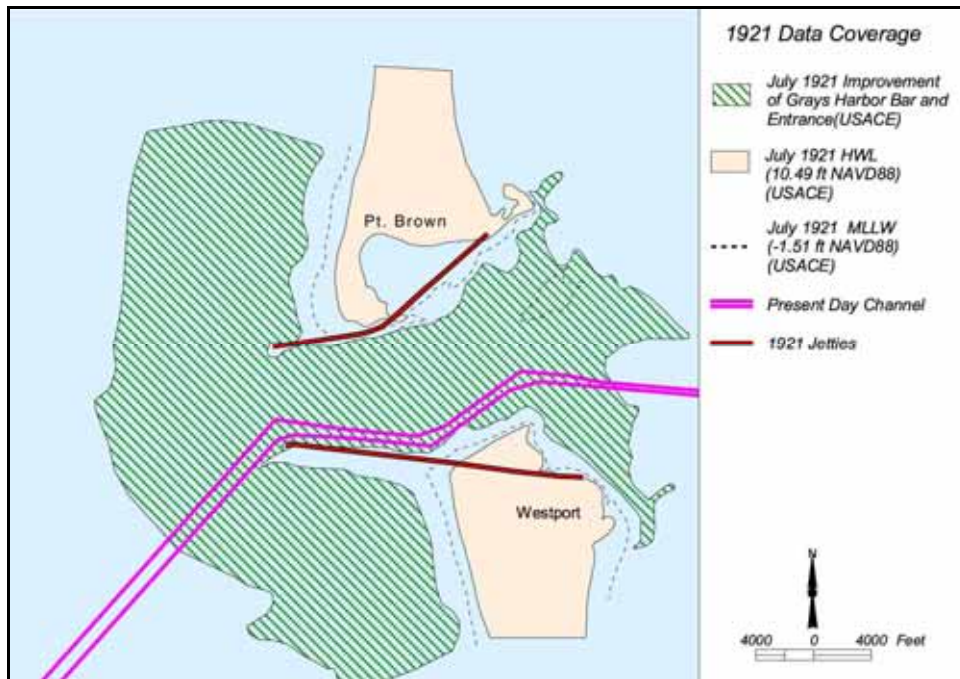 1921 Data Coverage
July 1921 Improvement
of Grays Harbor Bar and
Entrance(USACE)
July 1921 HWL
(10.49 ft NAVD88)
(USACE)
July 1921 MLLW
(-1.51 ft NAVD88)
(USACE)
Present Day Channel
1921 Jetties
Pt. Brown
Westport
N
4000 0 4000 Feet